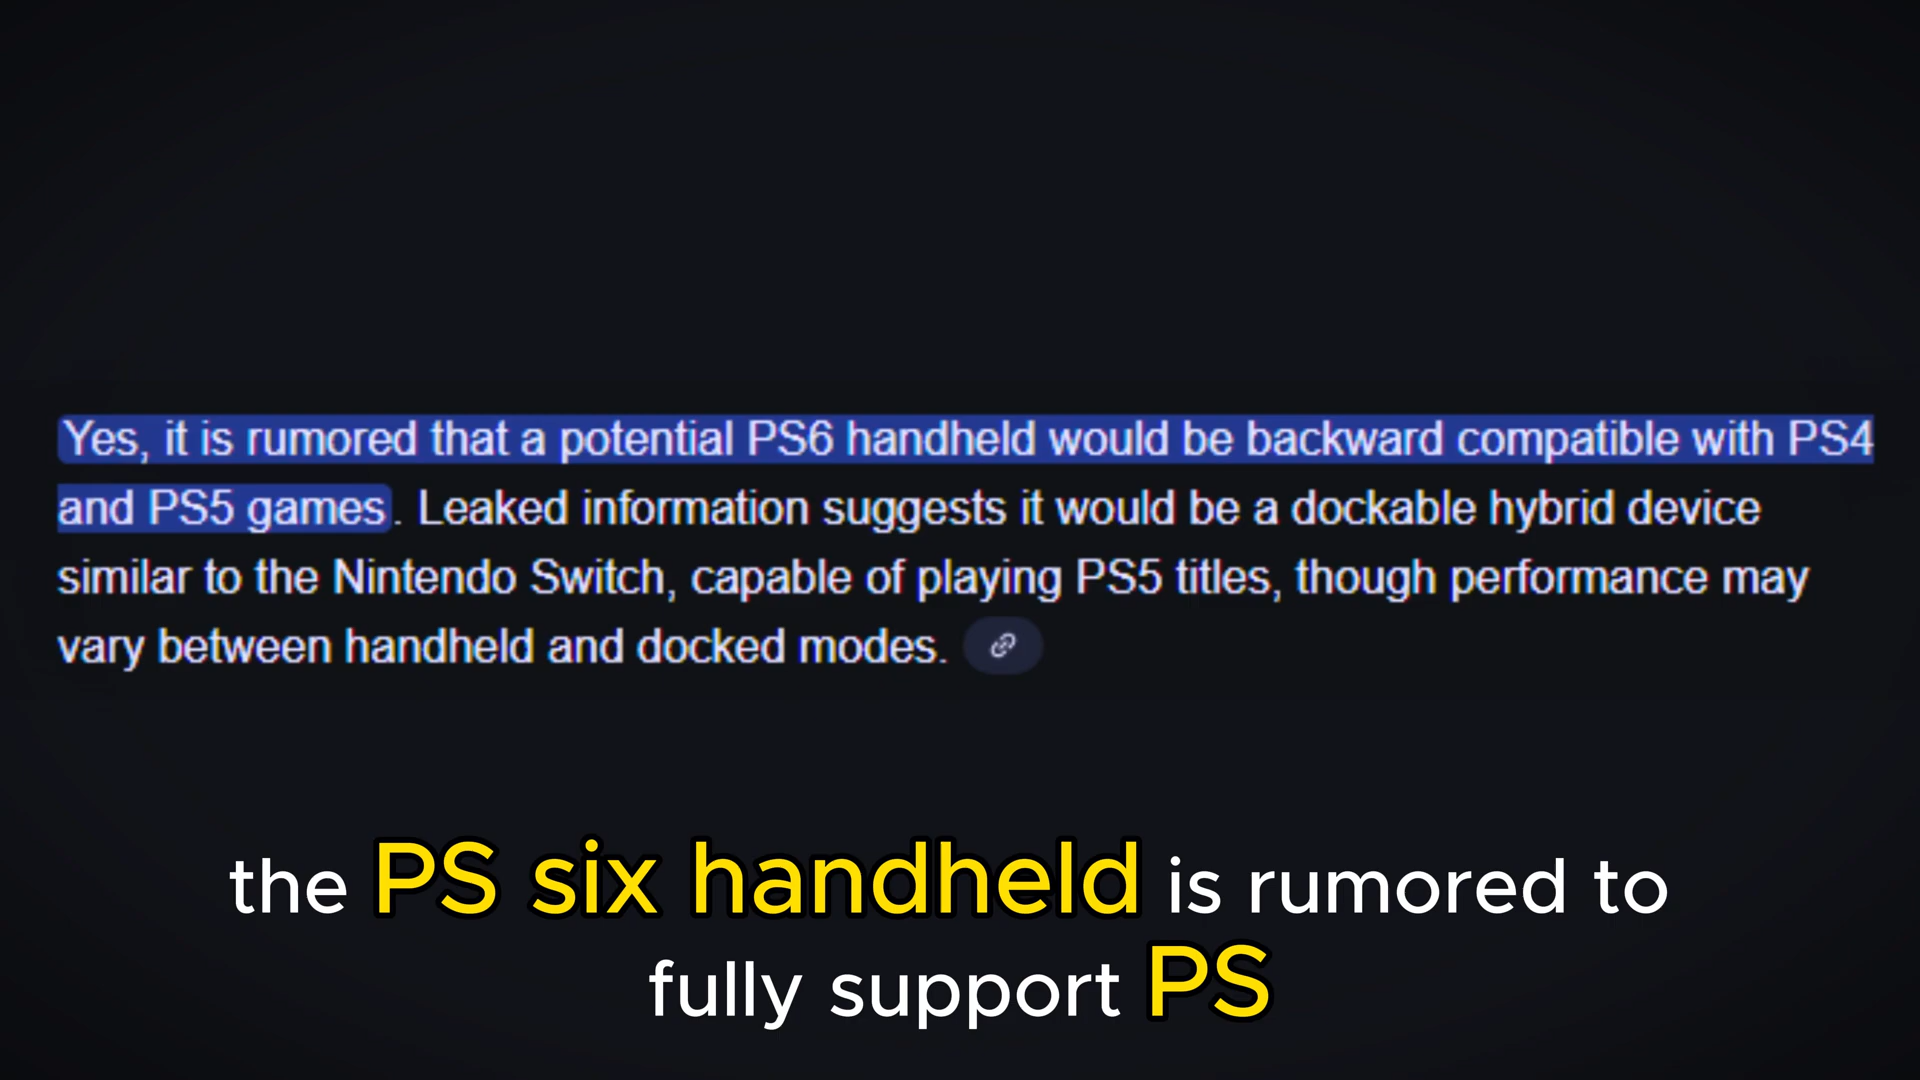 Yes, it is rumored that a potential PS6 handheld would be backward compatible with PS4
and PS5 games. Leaked information suggests it would be a dockable hybrid device
similar to the Nintendo Switch, capable of playing PS5 titles, though performance may
vary between handheld and docked modes.
the PS six handheld is rumored to
fully support PS